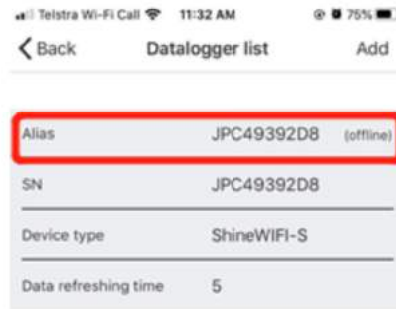 Telstra Wi-Fi Call 11:32 AM 75%
Back Datalogger list Add
Alias JPC49392D8 (offline)
SN JPC49392D8
Device type ShineWIFI-S
Data refreshing time 5